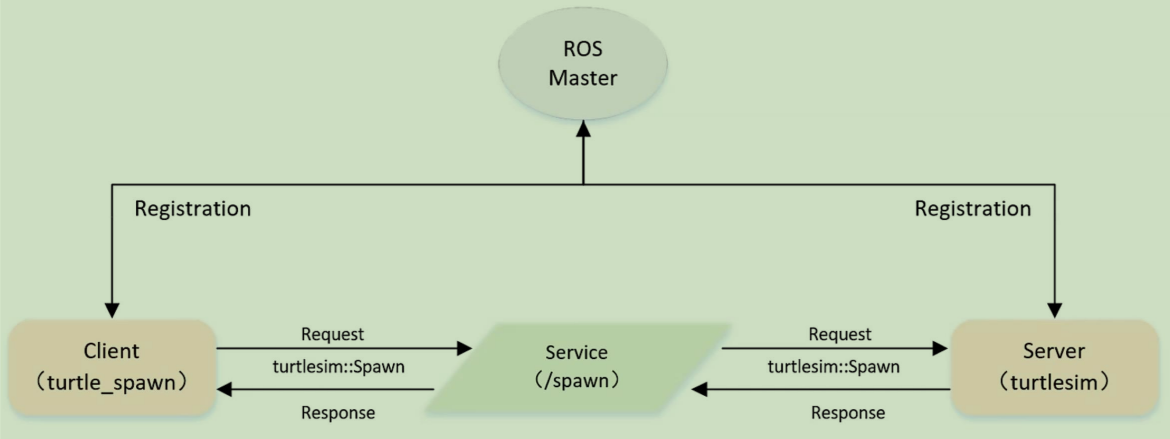 ROS
Master
Registration
Registration
Client
（turtle_spawn）
Request
turtlesim::Spawn
Response
Service
（/spawn）
Request
turtlesim::Spawn
Response
Server
（turtlesim）